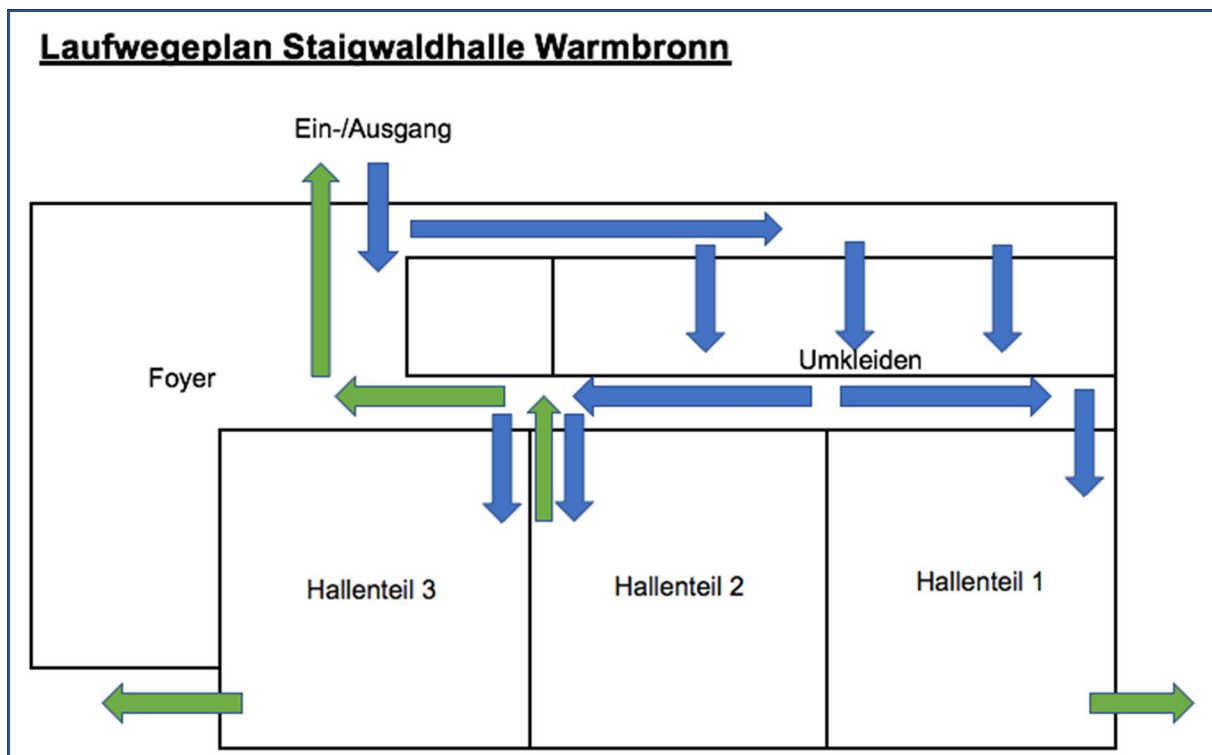 Laufwegeplan Staigwaldhalle Warmbronn
Ein-/Ausgang
Umkleiden
Foyer
Hallenteil 3
Hallenteil 2
Hallenteil 1